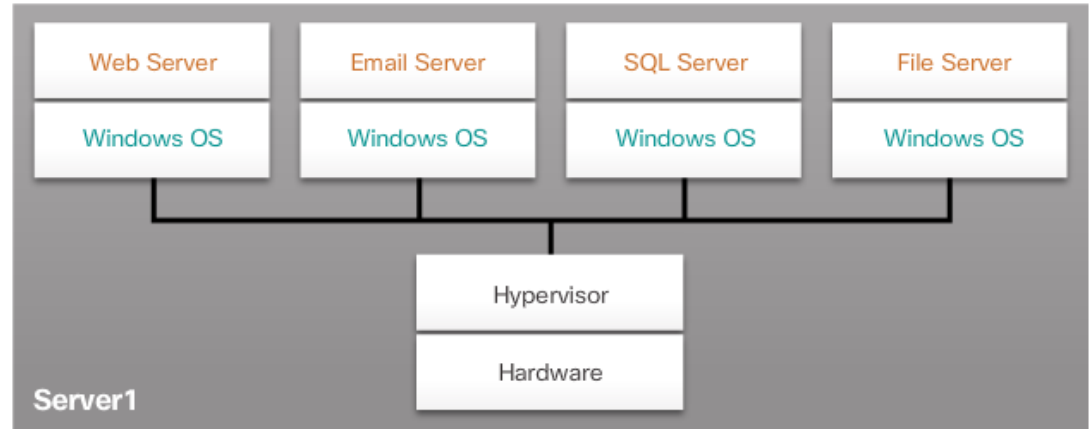 Web Server
Email Server
SQL Server
File Server
Windows OS
Windows OS
Windows OS
Windows OS
Hypervisor
Hardware
Server1